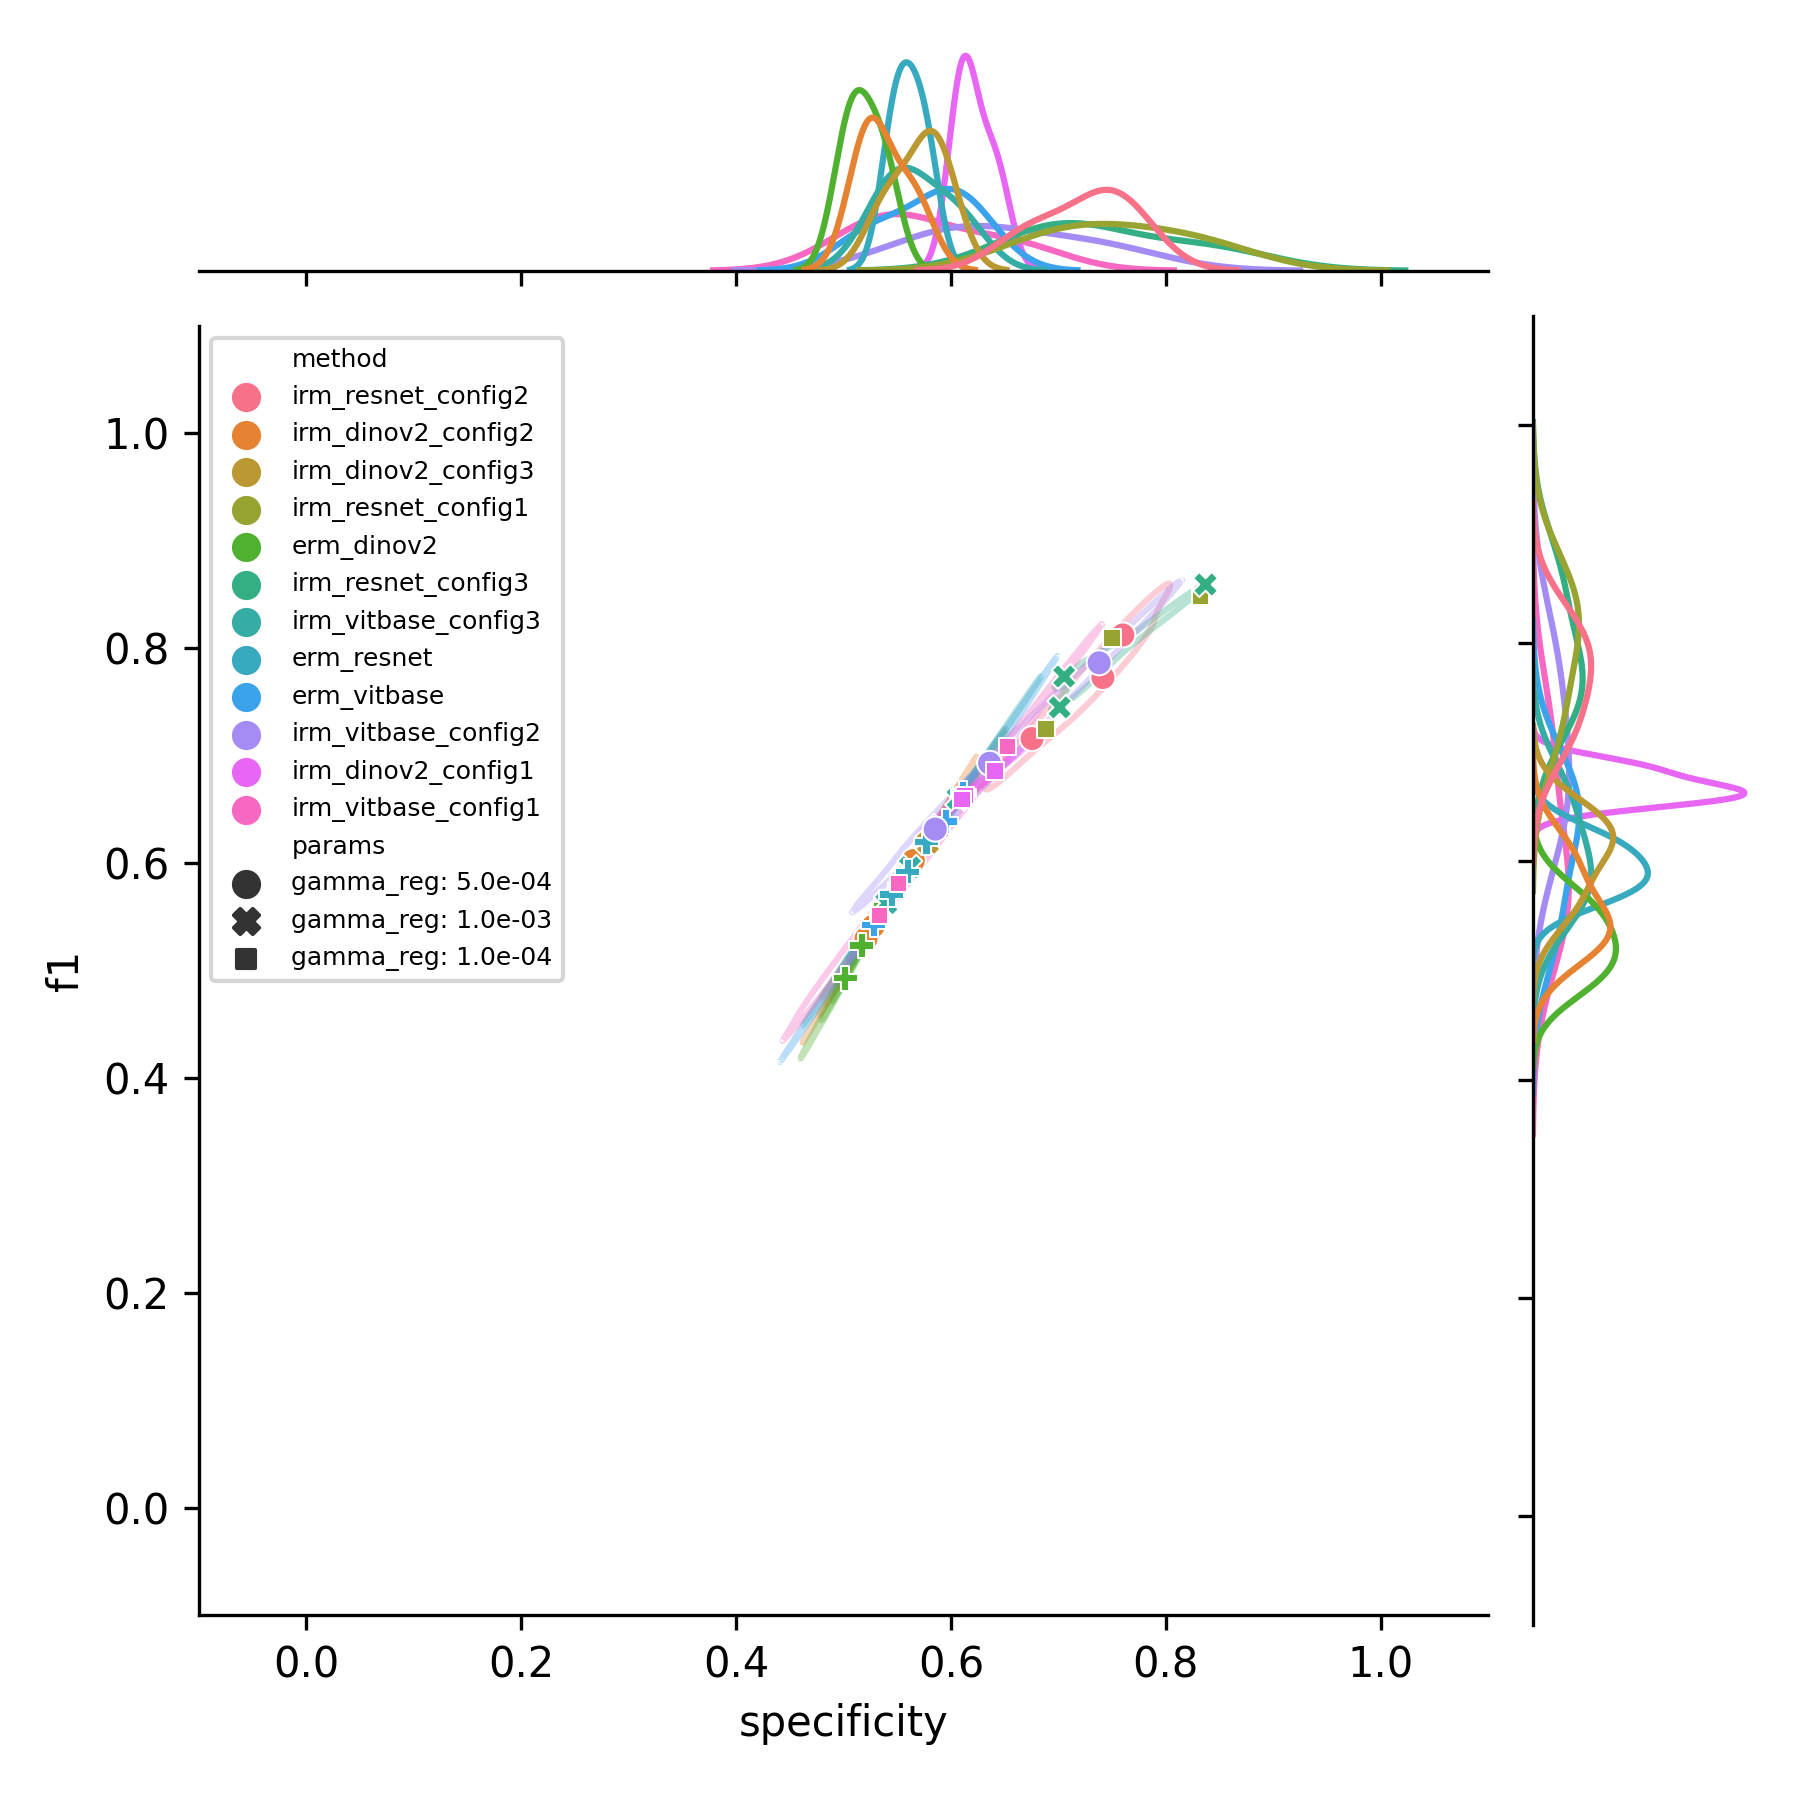 method
irm_resnet_config2
irm_dinov2_config2
irm_dinov2_config3
irm_resnet_config1
erm_dinov2
irm_resnet_config3
irm_vitbase_config3
erm_resnet
erm_vitbase
irm_vitbase_config2
irm_dinov2_config1
irm_vitbase_config1
params
gamma_reg: 5.0e-04
gamma_reg: 1.0e-03
gamma_reg: 1.0e-04
1.0
0.8
0.6
0.4
0.2
0.0
f1
0.0 0.2 0.4 0.6 0.8 1.0
specificity